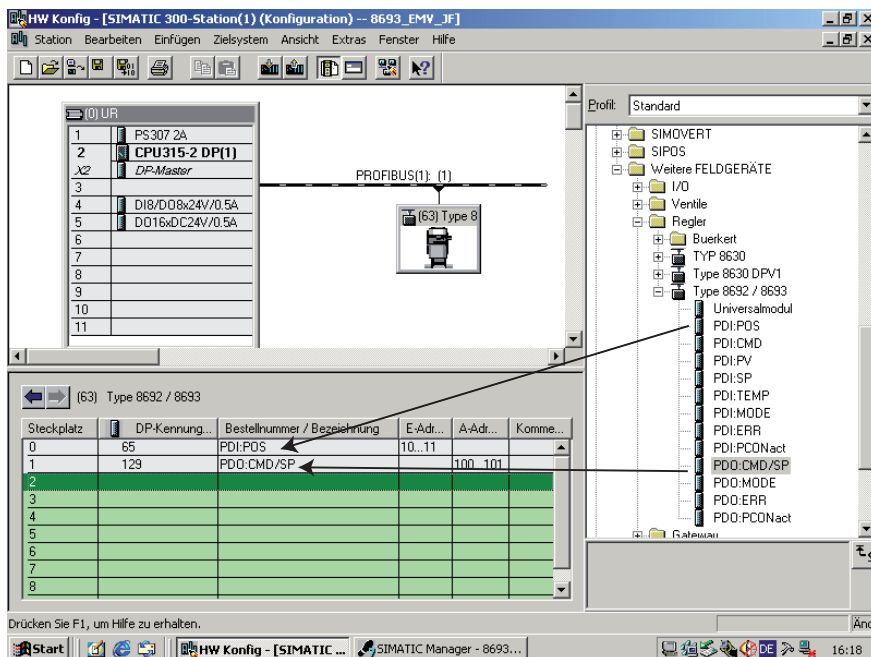 HW Konfig - [SIMATIC 300-Station(1) (Konfiguration) -- 8693_EMV_JF]
Station Bearbeiten Einfügen Zielsystem Ansicht Extras Fenster Hilfe
(0) UR
1 PS307 2A
2 CPU315-2 DP(1)
X2 DP-Master
3
4 DI8/DO8x24V/0.5A
5 DO16xDC24V/0.5A
6
7
8
9
10
11
PROFIBUS(1): (1)
(63) Type 8
Profil: Standard
SIMOVERT
SIPOS
Weitere FELDGERÄTE
I/O
Ventile
Regler
Buerkert
TYP 8630
Type 8630 DPV1
Type 8692 / 8693
Universalmodul
PDI:POS
PDI:CMD
PDI:PV
PDI:SP
PDI:TEMP
PDI:MODE
PDI:ERR
PDI:PCONact
PDO:CMD/SP
PDO:MODE
PDO:ERR
PDO:PCONact
Gateway
(63) Type 8692 / 8693
Steckplatz DP-Kennung... Bestellnummer / Bezeichnung E-Adr... A-Adr... Komme...
0 65 PDI:POS 10...11
1 129 PDO:CMD/SP 100...101
2
3
4
5
6
7
8
Drücken Sie F1, um Hilfe zu erhalten.
Änd
Start HW Konfig - [SIMATIC ... SIMATIC Manager - 8693... DE 16:18